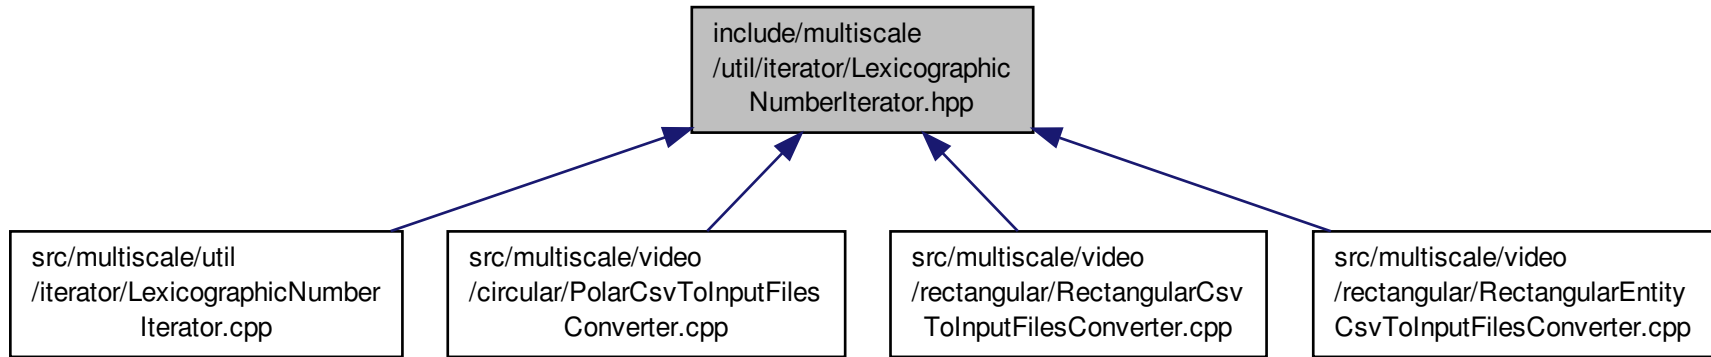 include/multiscale
/util/iterator/Lexicographic
NumberIterator.hpp
src/multiscale/util
/iterator/LexicographicNumber
Iterator.cpp
src/multiscale/video
/circular/PolarCsvToInputFiles
Converter.cpp
src/multiscale/video
/rectangular/RectangularCsv
ToInputFilesConverter.cpp
src/multiscale/video
/rectangular/RectangularEntity
CsvToInputFilesConverter.cpp